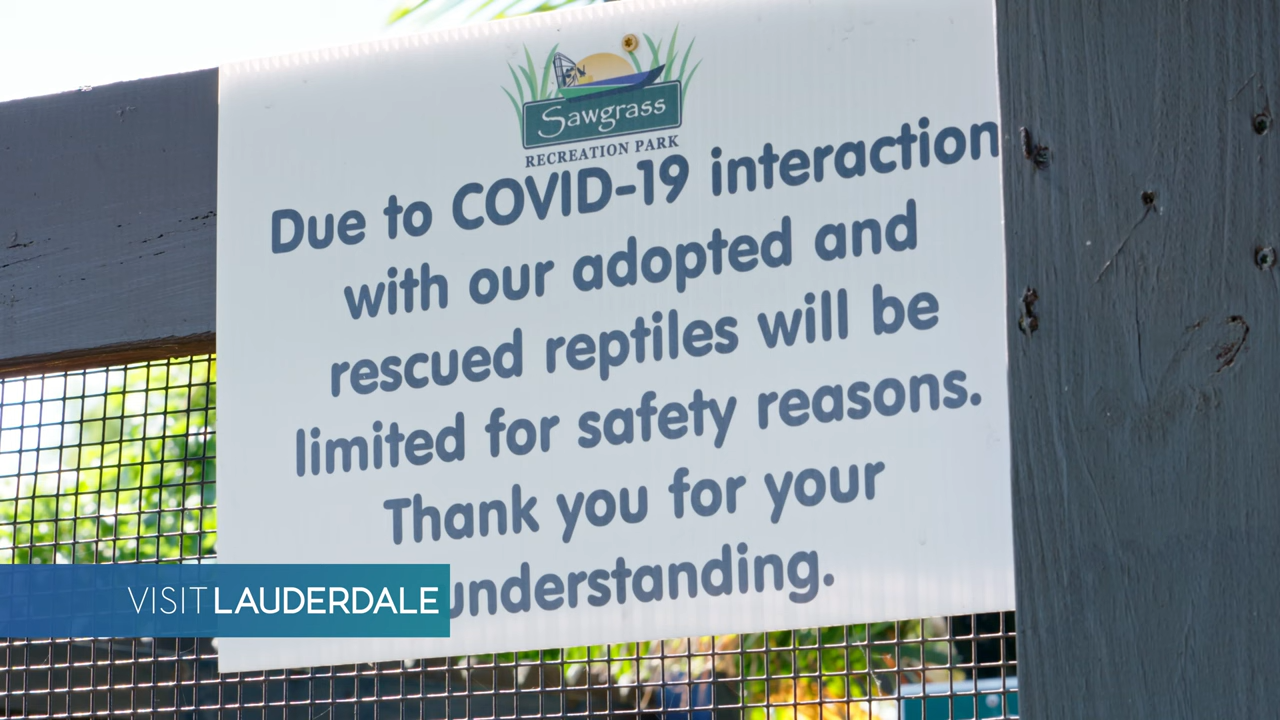 Sawgrass
RECREATION PARK
Due to COVID-19 interaction
with our adopted and
rescued reptiles will be
limited for safety reasons.
Thank you for your
understanding.
VISIT LAUDERDALE